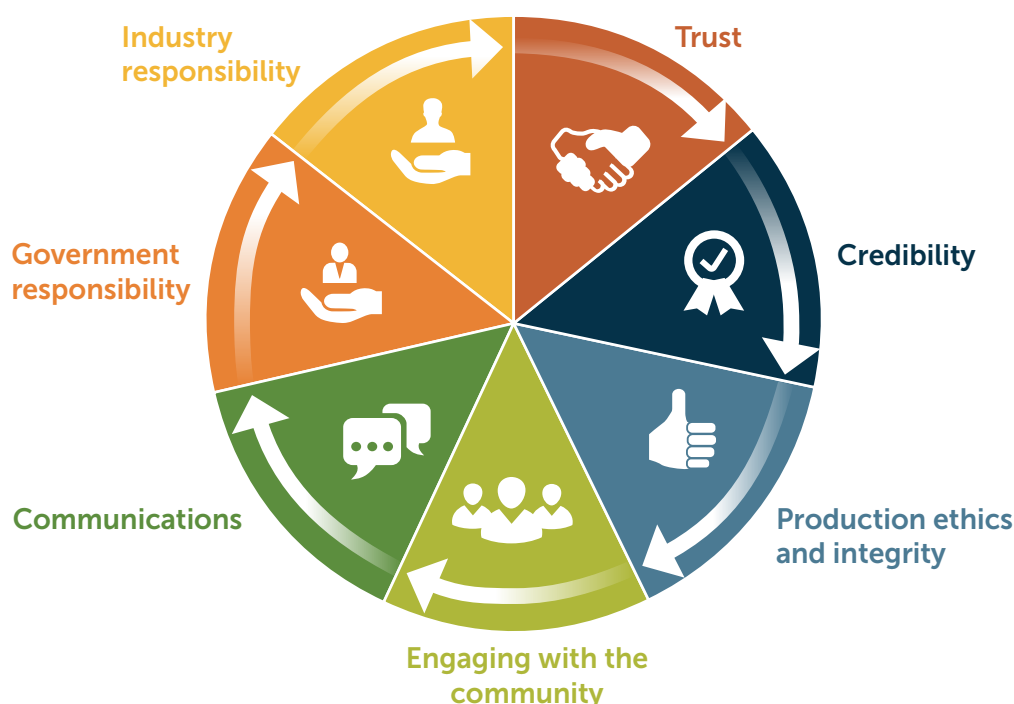 Industry
responsibility
Trust
Government
responsibility
Credibility
Communications
Production ethics
and integrity
Engaging with the
community